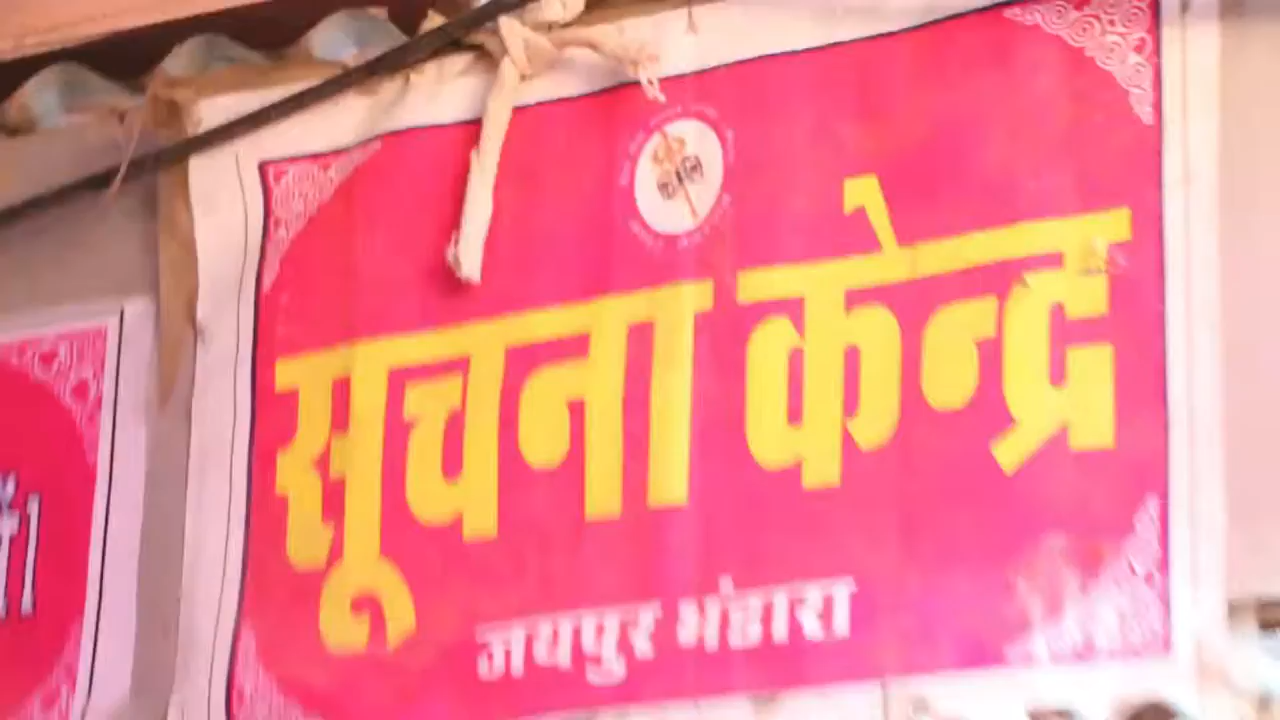 सूचना केन्द्र
जयपुर भंडारा